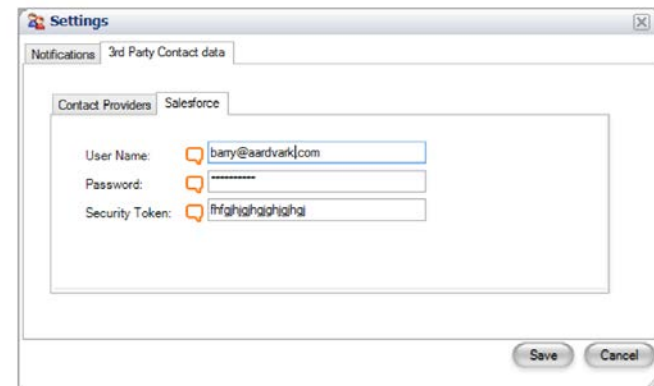 Settings
Notifications 3rd Party Contact data
Contact Providers Salesforce
User Name: barry@aardvark.com
Password: ••••••••••
Security Token:
Save Cancel